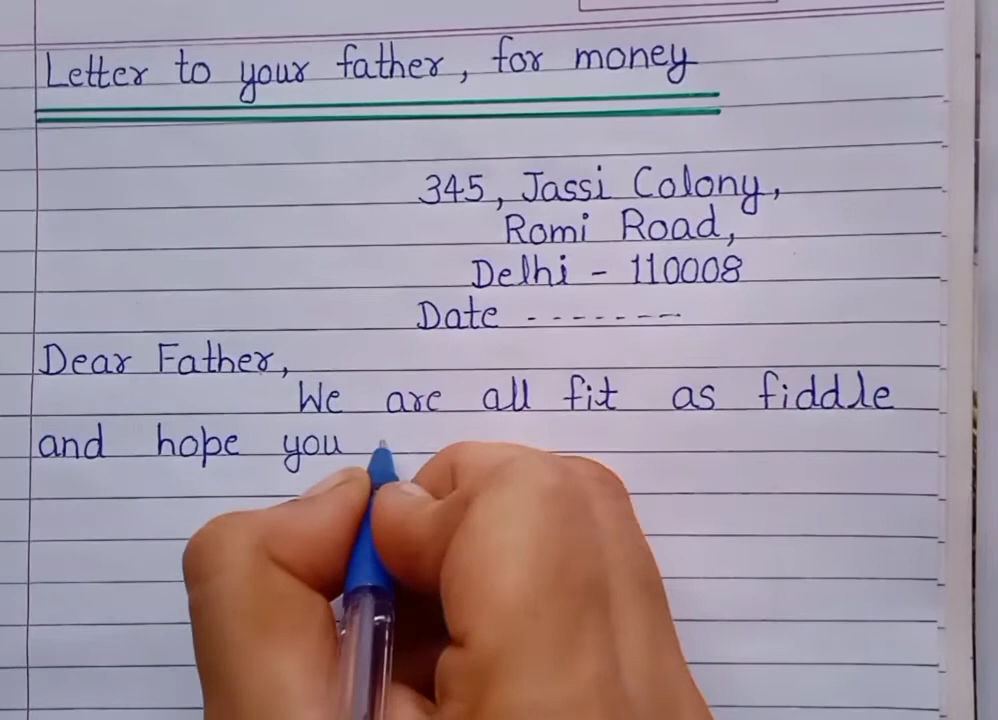 Letter to your father, for money
345, Jassi Colony,
Romi Road,
Delhi - 110008
Date -------
Dear Father,
We are all fit as fiddle
and hope you